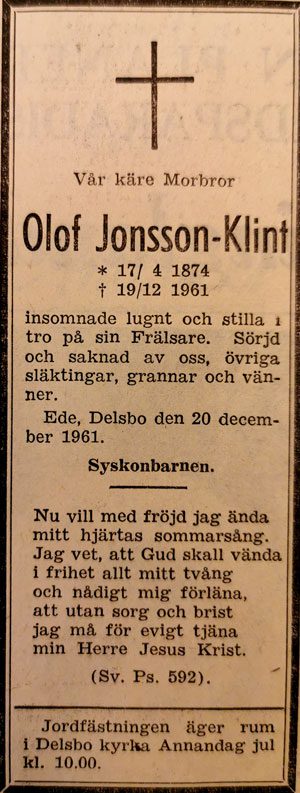 Vår käre Morbror
Olof Jonsson-Klint
* 17/ 4 1874
† 19/12 1961
insomnade lugnt och stilla i
tro på sin Frälsare. Sörjd
och saknad av oss, övriga
släktingar, grannar och vän-
ner.
Ede, Delsbo den 20 decem-
ber 1961.
Syskonbarnen.
Nu vill med fröjd jag ända
mitt hjärtas sommarsång.
Jag vet, att Gud skall vända
i frihet allt mitt tvång
och nådigt mig förläna,
att utan sorg och brist
jag må för evigt tjäna
min Herre Jesus Krist.
(Sv. Ps. 592).
Jordfästningen äger rum
i Delsbo kyrka Annandag jul
kl. 10.00.